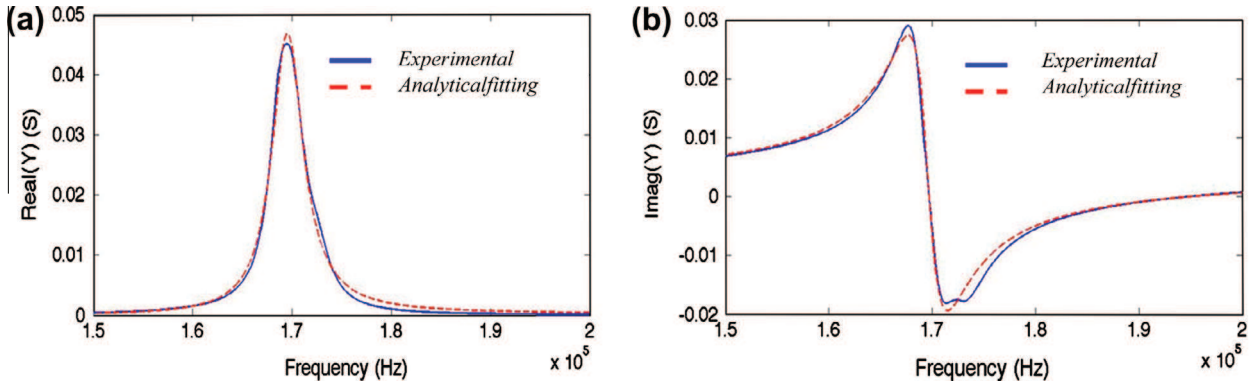 (a)
0.05
0.04
0.03
0.02
0.01
0
Real(Y) (S)
Experimental
Analyticalfitting
1.5
1.6
1.7
1.8
1.9
2
x 10^5
Frequency (Hz)
(b)
0.03
0.02
0.01
0
-0.01
-0.02
Imag(Y) (S)
Experimental
Analyticalfitting
1.5
1.6
1.7
1.8
1.9
2
x 10^5
Frequency (Hz)